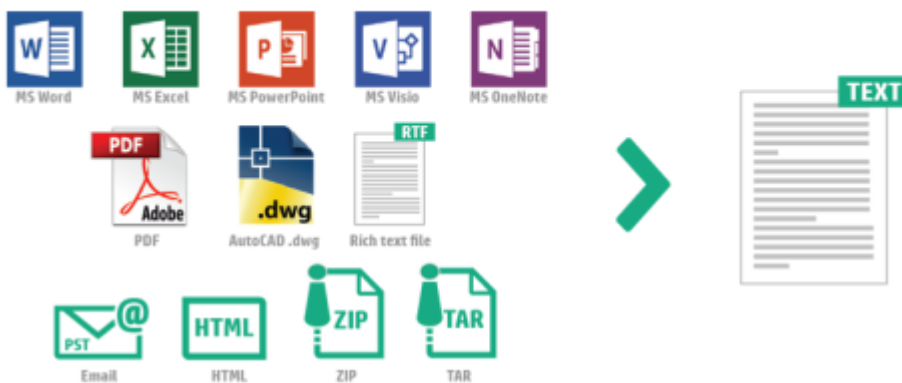 W X P V N
MS Word MS Excel MS PowerPoint MS Visio MS OneNote
TEXT
PDF RTF
Adobe .dwg
PDF AutoCAD .dwg Rich text file
@
PST HTML ZIP TAR
Email HTML ZIP TAR